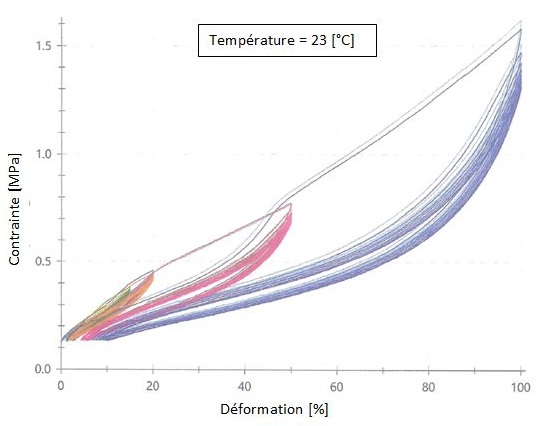 Température = 23 [°C]
Contrainte [MPa]
1.5
1.0
0.5
0.0
0 20 40 60 80 100
Déformation [%]